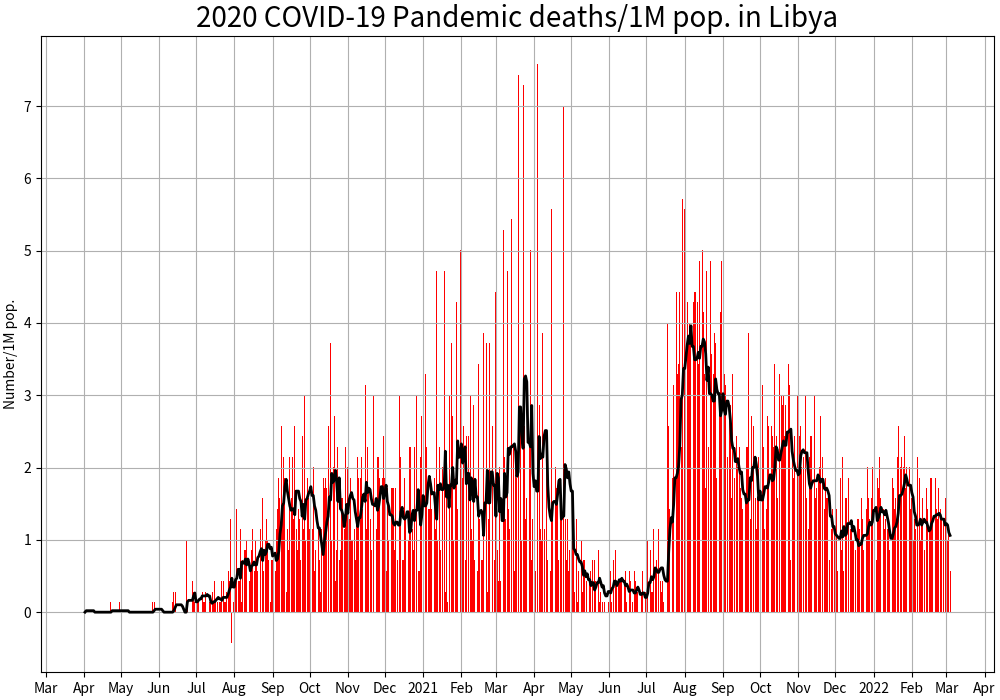 2020 COVID-19 Pandemic deaths/1M pop. in Libya
Number/1M pop.
7
6
5
4
3
2
1
0
Mar Apr May Jun Jul Aug Sep Oct Nov Dec 2021 Feb Mar Apr May Jun Jul Aug Sep Oct Nov Dec 2022 Feb Mar Apr